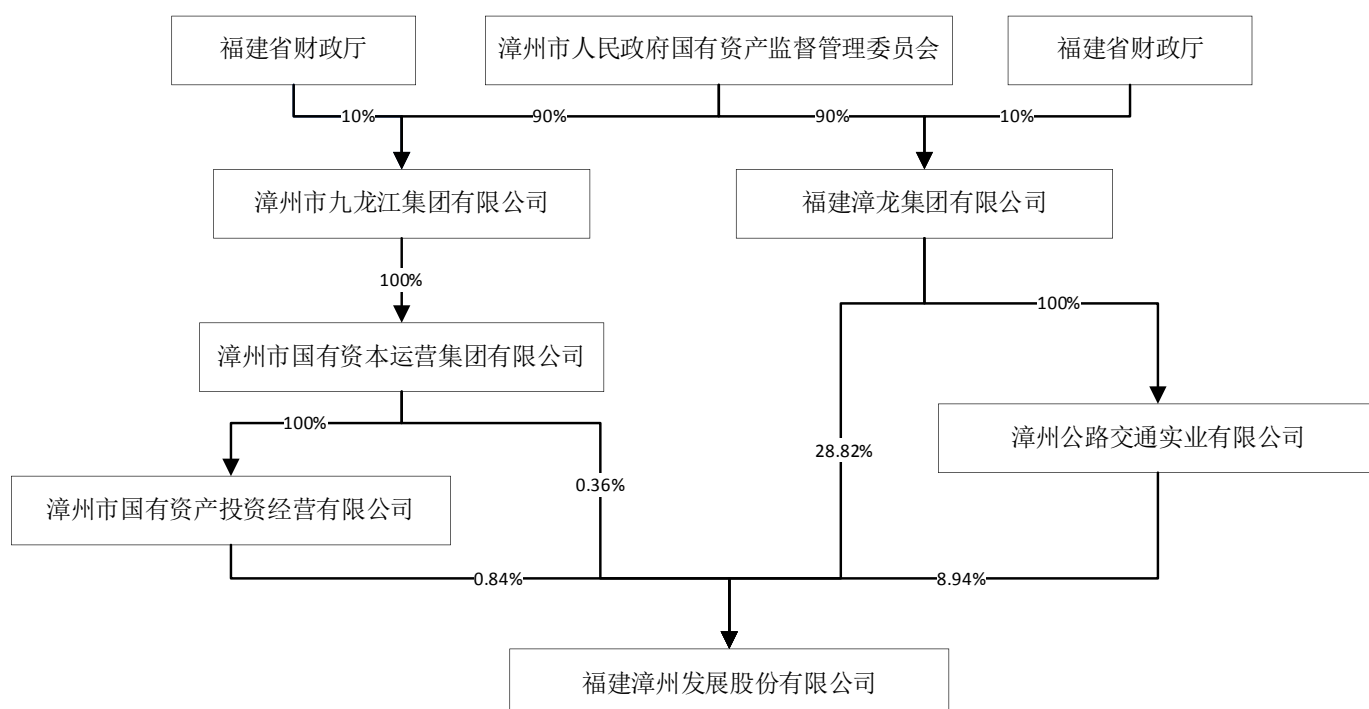 福建省财政厅
漳州市人民政府国有资产监督管理委员会
福建省财政厅
10%
90%
90%
10%
漳州市九龙江集团有限公司
福建漳龙集团有限公司
100%
100%
漳州市国有资本运营集团有限公司
100%
28.82%
漳州公路交通实业有限公司
0.36%
漳州市国有资产投资经营有限公司
0.84%
8.94%
福建漳州发展股份有限公司